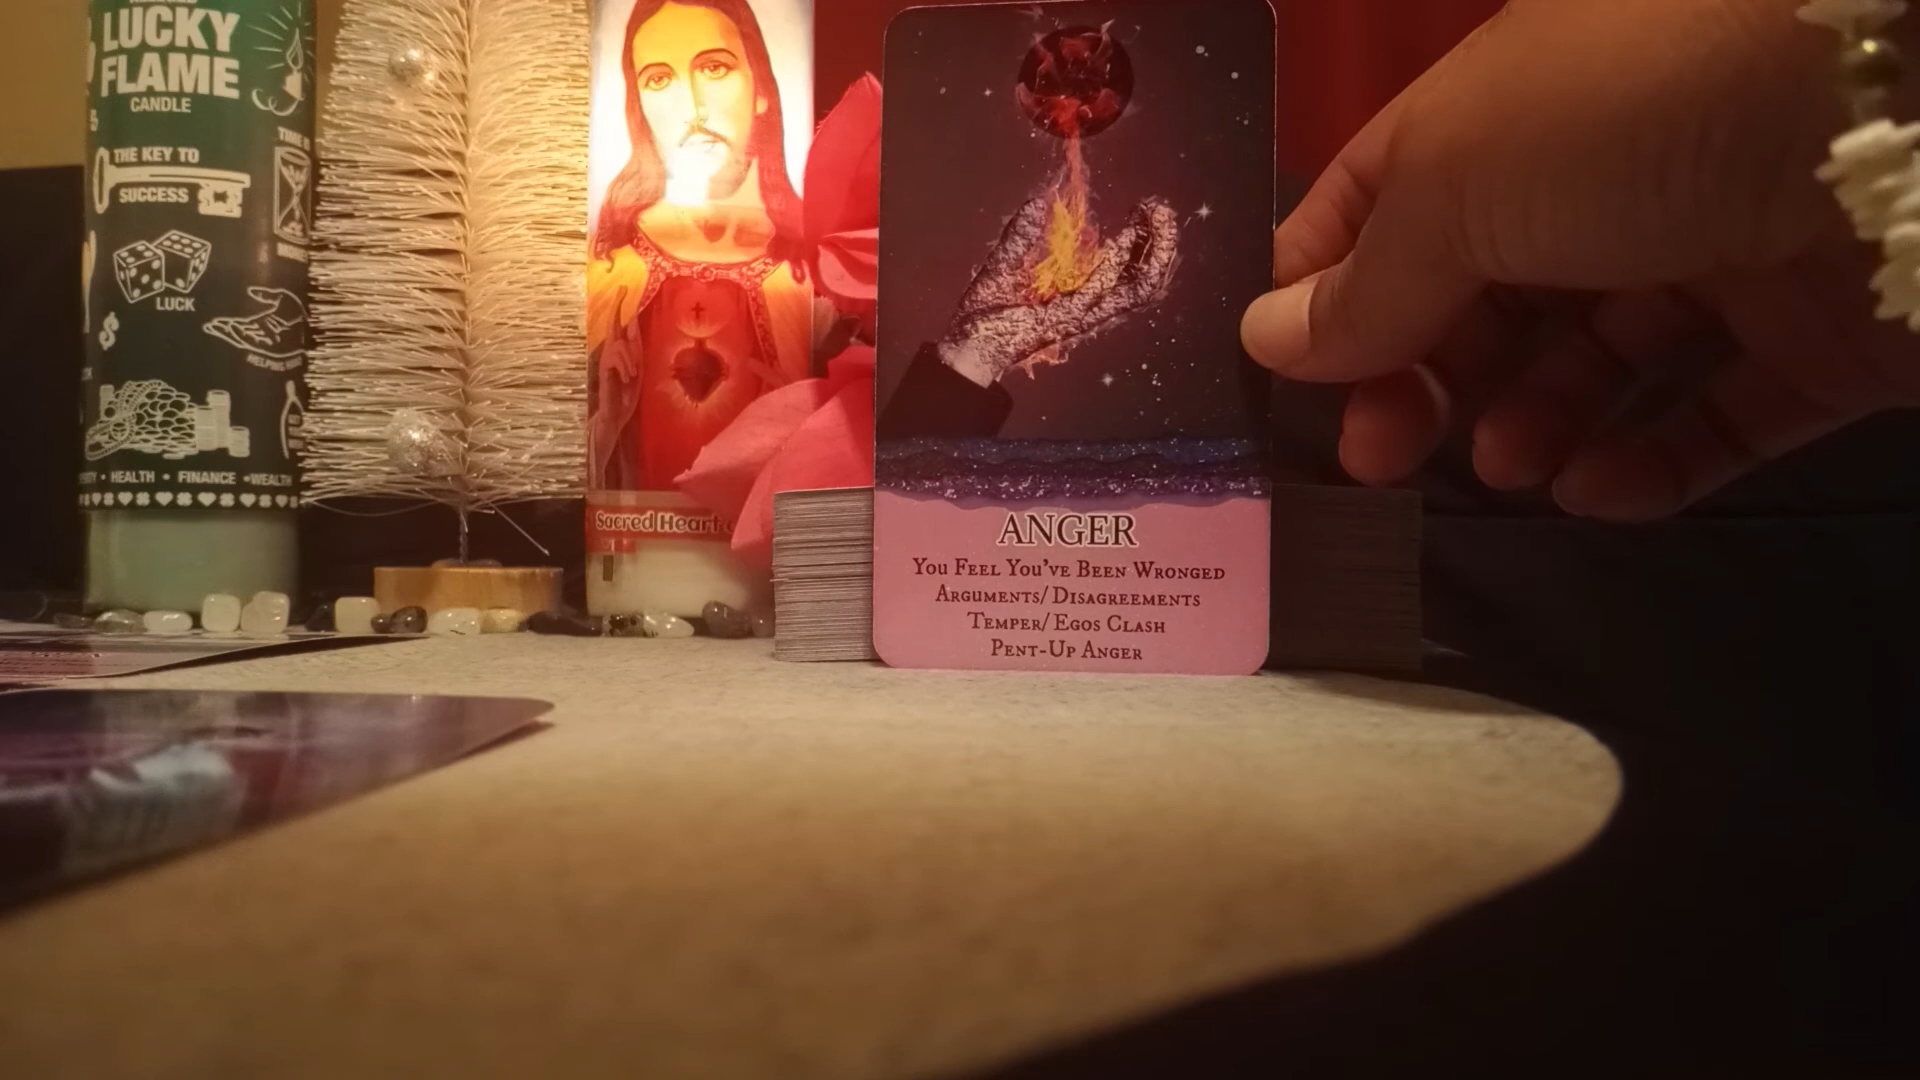 LUCKY
FLAME
CANDLE
THE KEY TO
SUCCESS
LUCK
$
HEALTH • FINANCE • WEALTH
Sacred Heart
ANGER
You Feel You've Been Wronged
Arguments/Disagreements
Temper/Egos Clash
Pent-Up Anger